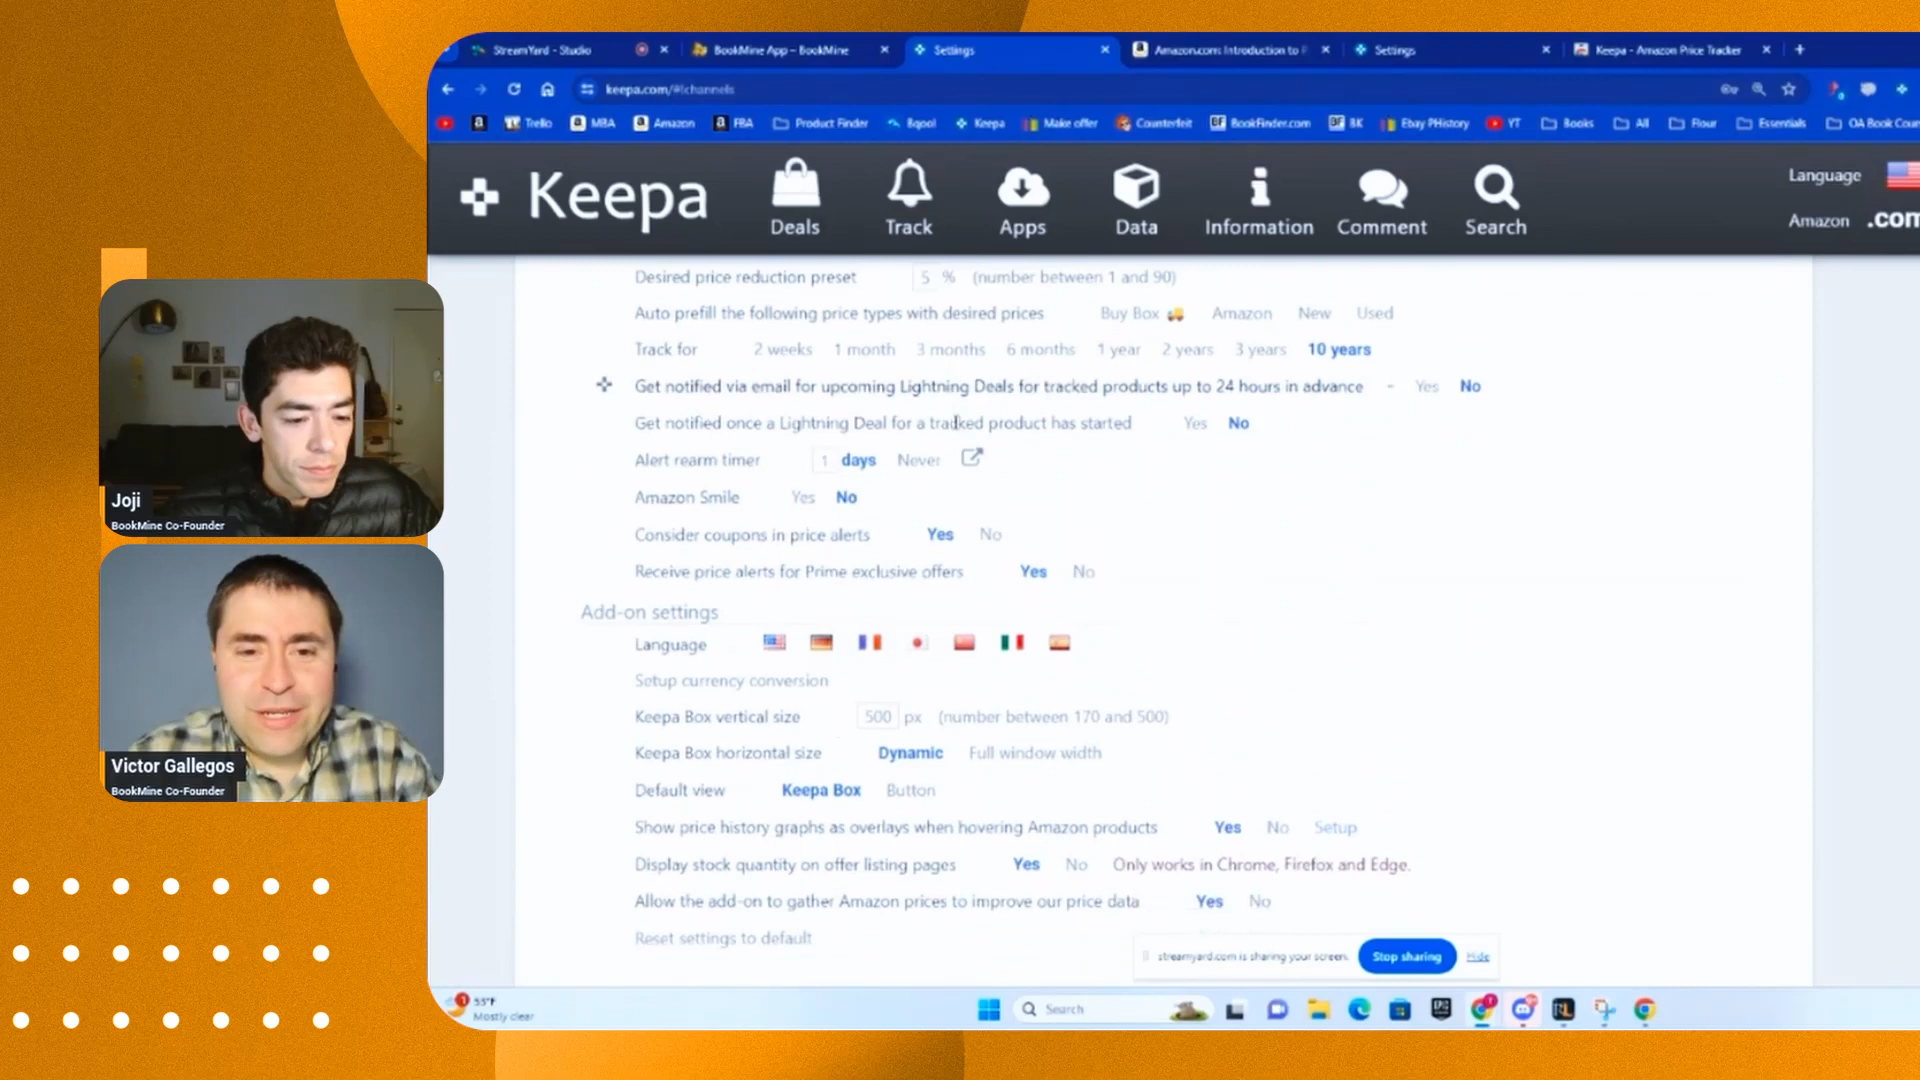 StreamYard - Studio
BookMine App – BookMine
Settings
Amazon.com: Introduction to
Settings
Keepa - Amazon Price Tracker
keepa.com/#!channels
Trello
MBA
Amazon
FBA
Product Finder
Bqool
Keepa
Make offer
Counterfeit
BookFinder.com
BK
Ebay PHistory
YT
Books
All
Flour
Essentials
OA Book Cour
Keepa
Deals
Track
Apps
Data
Information
Comment
Search
Language
Amazon .com
Desired price reduction preset 5 % (number between 1 and 90)
Auto prefill the following price types with desired prices Buy Box Amazon New Used
Track for 2 weeks 1 month 3 months 6 months 1 year 2 years 3 years 10 years
Get notified via email for upcoming Lightning Deals for tracked products up to 24 hours in advance - Yes No
Get notified once a Lightning Deal for a tracked product has started Yes No
Alert rearm timer 1 days Never
Amazon Smile Yes No
Consider coupons in price alerts Yes No
Receive price alerts for Prime exclusive offers Yes No
Add-on settings
Language
Setup currency conversion
Keepa Box vertical size 500 px (number between 170 and 500)
Keepa Box horizontal size Dynamic Full window width
Default view Keepa Box Button
Show price history graphs as overlays when hovering Amazon products Yes No Setup
Display stock quantity on offer listing pages Yes No Only works in Chrome, Firefox and Edge.
Allow the add-on to gather Amazon prices to improve our price data Yes No
Reset settings to default
streamyard.com is sharing your screen. Stop sharing Hide
Joji
BookMine Co-Founder
Victor Gallegos
BookMine Co-Founder
55°F
Mostly clear
Search